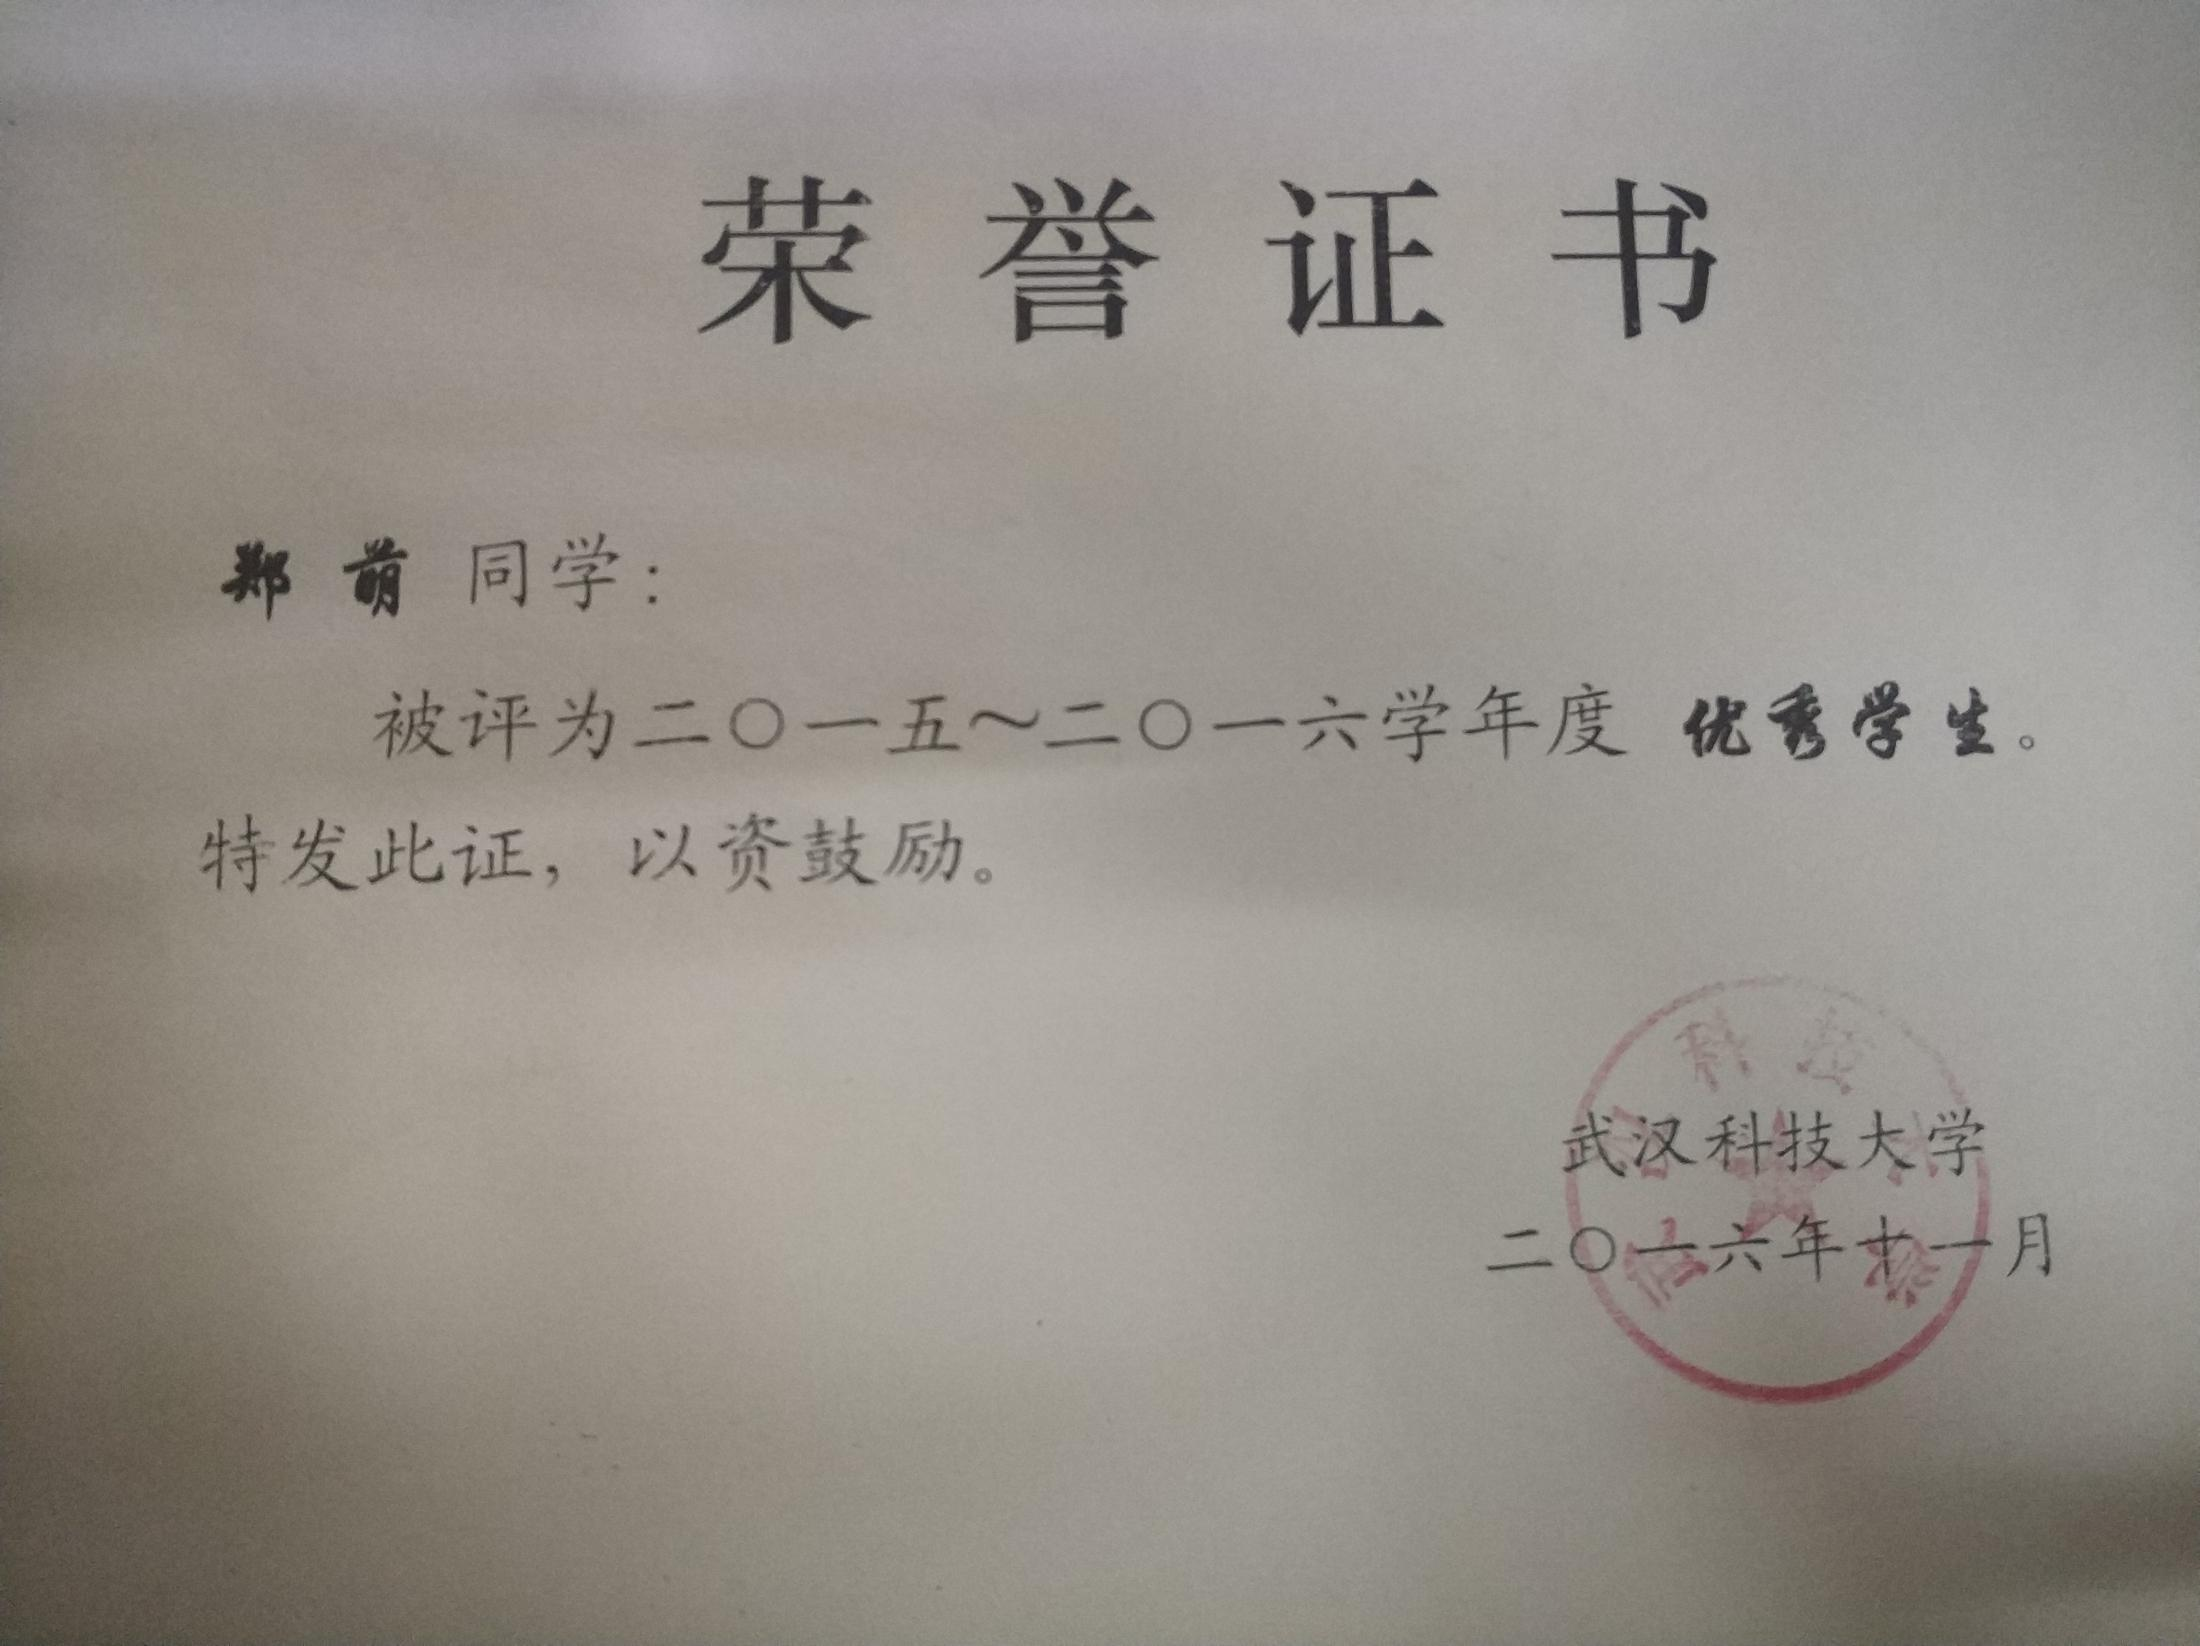 荣誉证书
郑 萌 同学：
被评为二〇一五～二〇一六学年度 优秀学生。
特发此证，以资鼓励。
科技
武汉科技大学
二〇一六年十一月